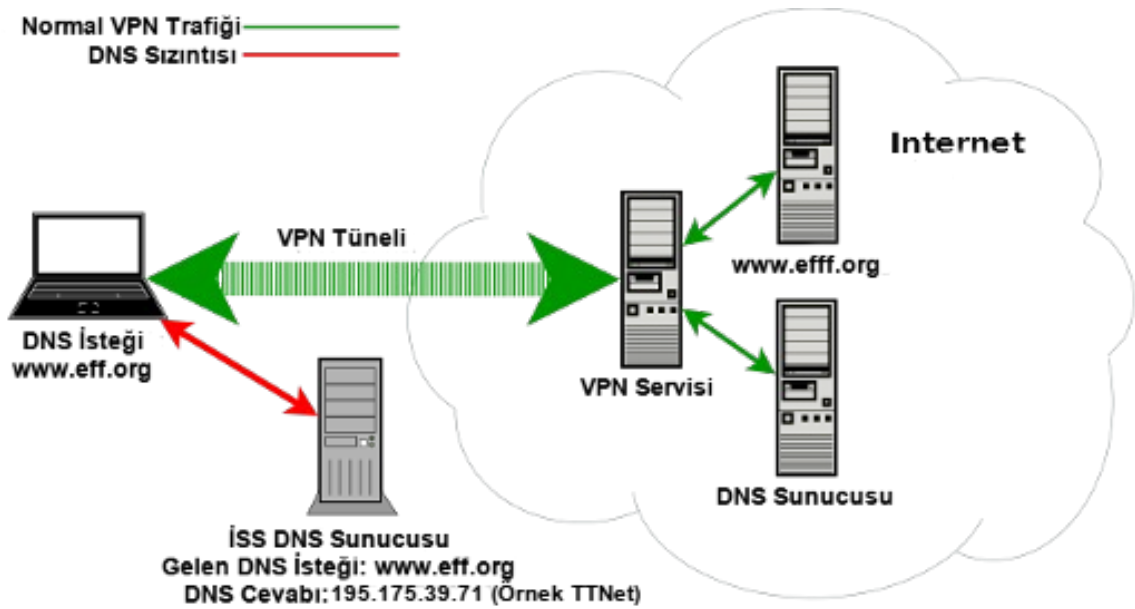 Normal VPN Trafiği
DNS Sızıntısı
Internet
VPN Tüneli
www.efff.org
DNS İsteği
www.eff.org
VPN Servisi
DNS Sunucusu
İSS DNS Sunucusu
Gelen DNS İsteği: www.eff.org
DNS Cevabı:195.175.39.71 (Örnek TTNet)